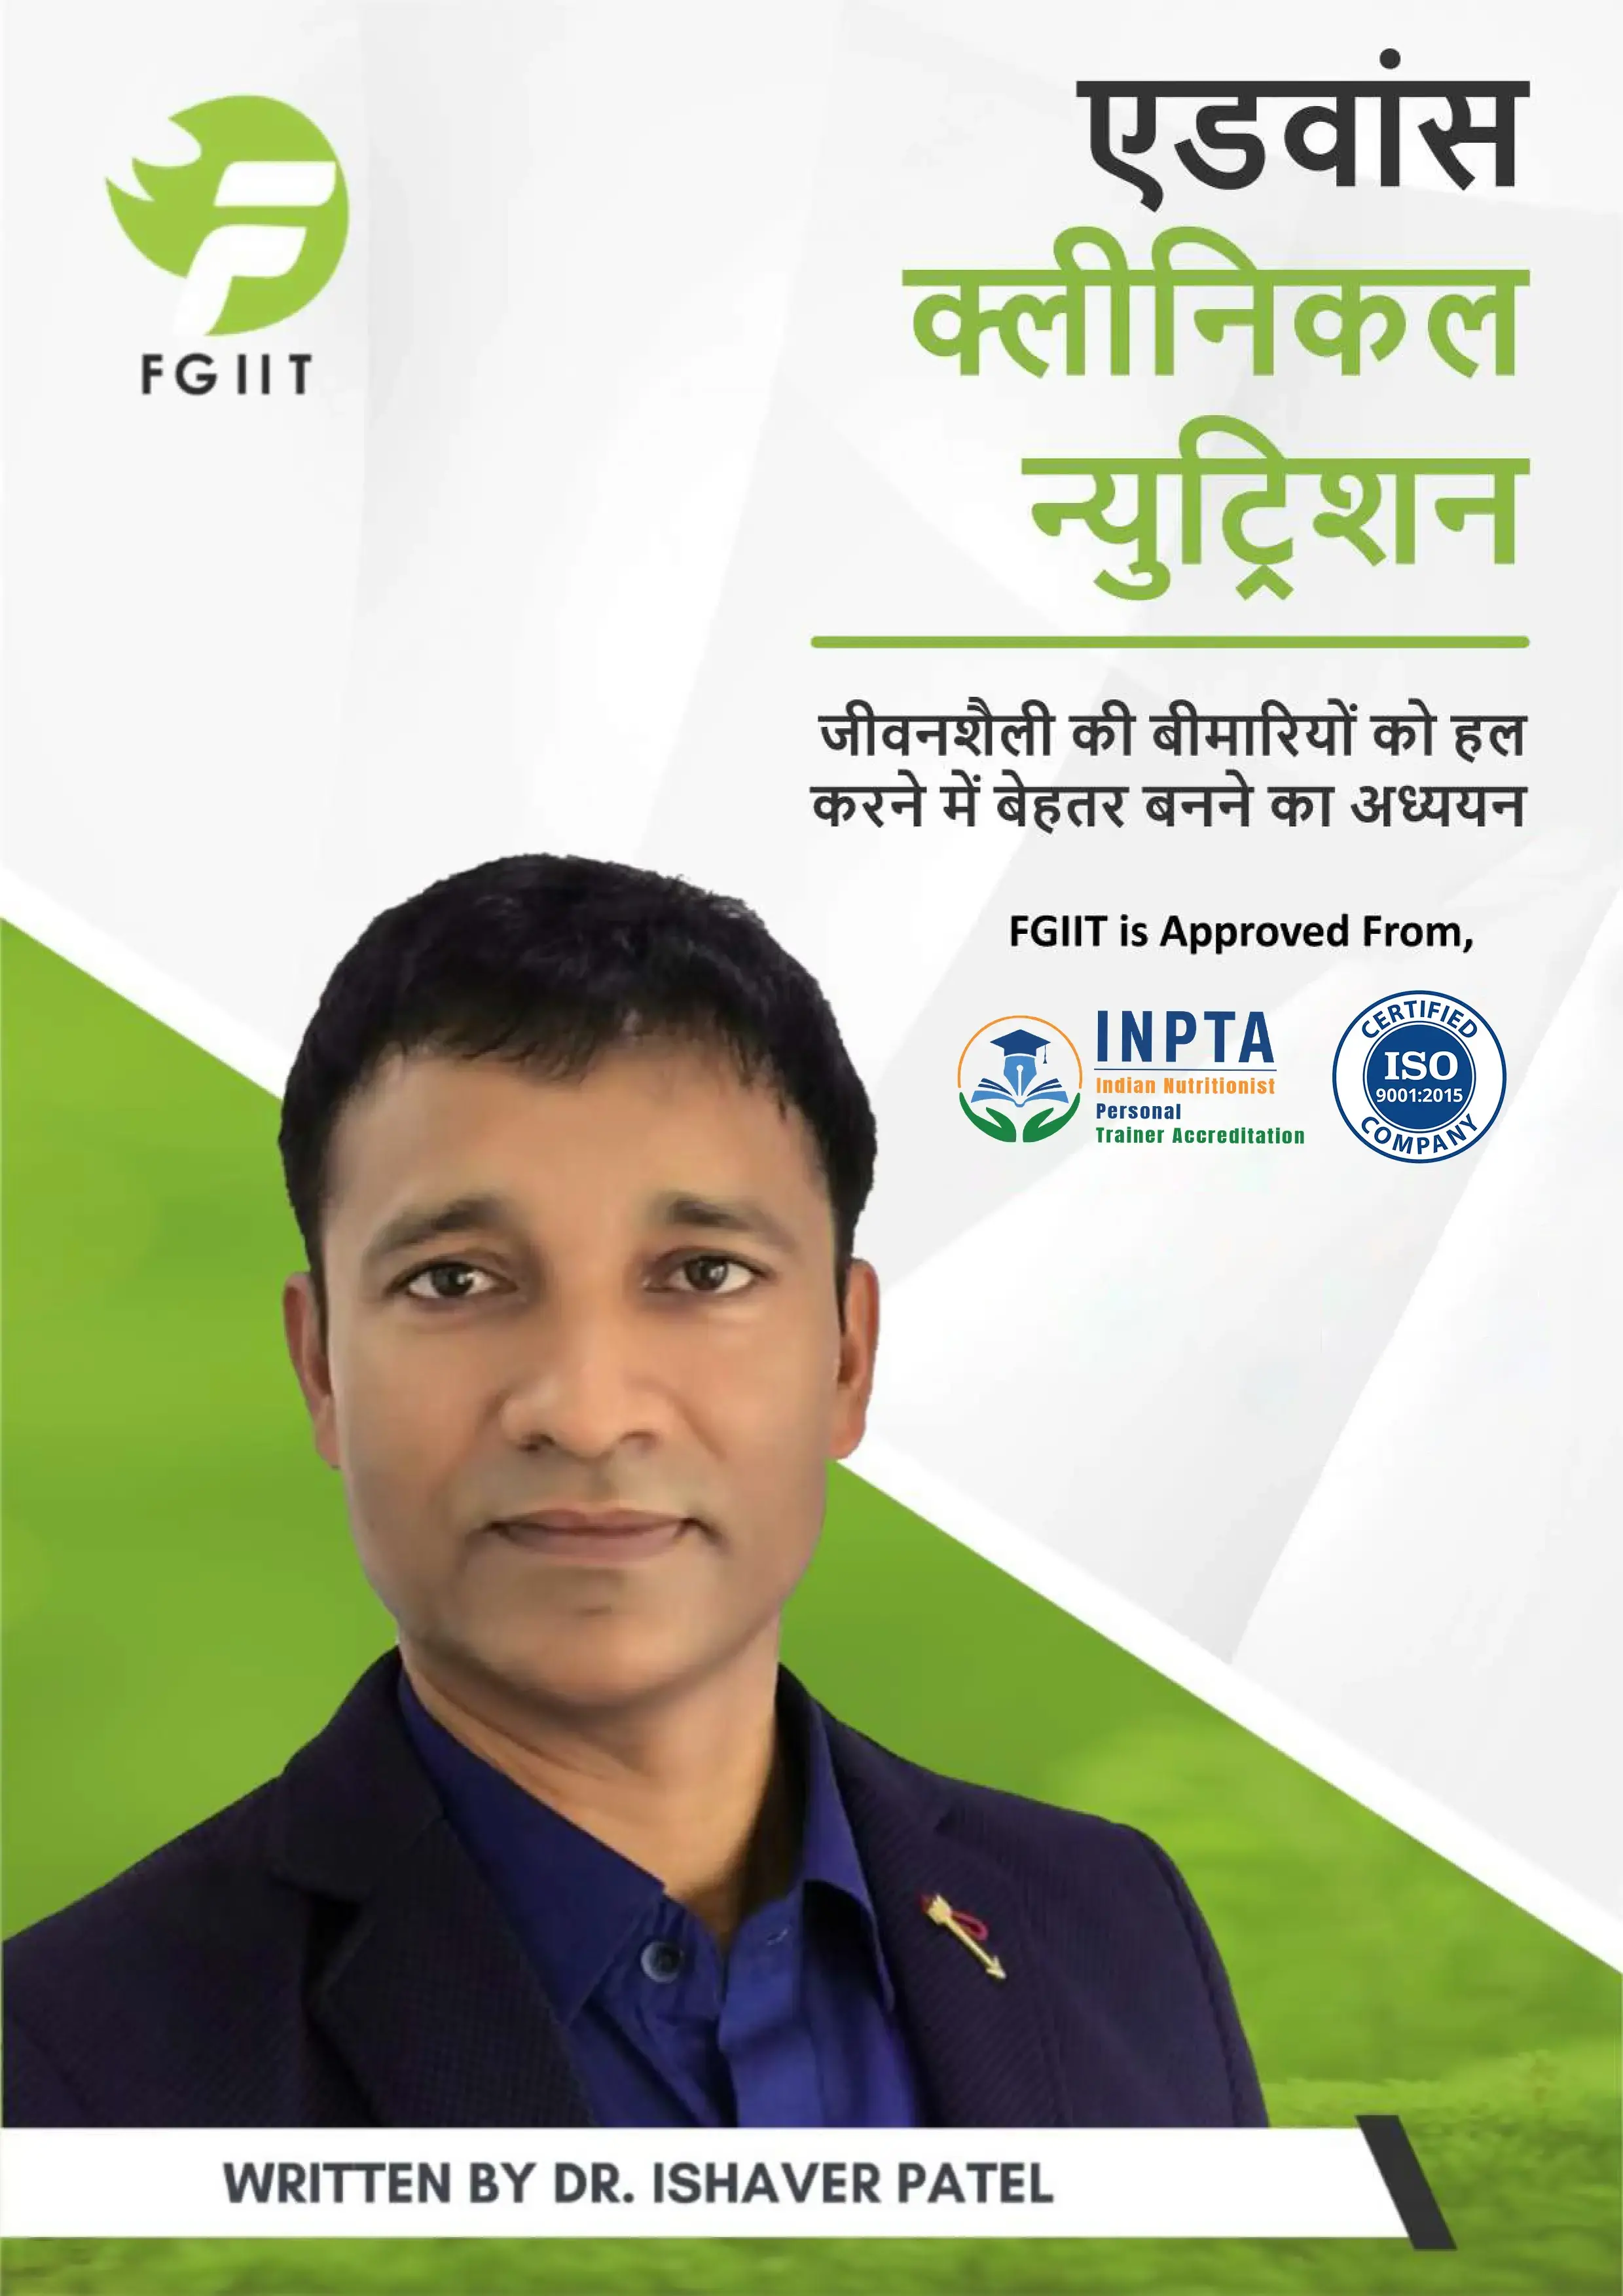 FGIIT
एडवांस
क्लीनिकल
न्युट्रिशन
जीवनशैली की बीमारियों को हल
करने में बेहतर बनने का अध्ययन
FGIIT is Approved From,
INPTA
Indian Nutritionist
Personal
Trainer Accreditation
CERTIFIED
ISO
9001:2015
COMPANY
WRITTEN BY DR. ISHAVER PATEL